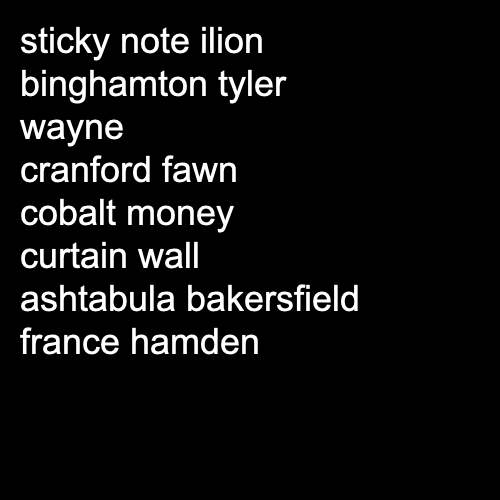 sticky note ilion
binghamton tyler
wayne
cranford fawn
cobalt money
curtain wall
ashtabula bakersfield
france hamden